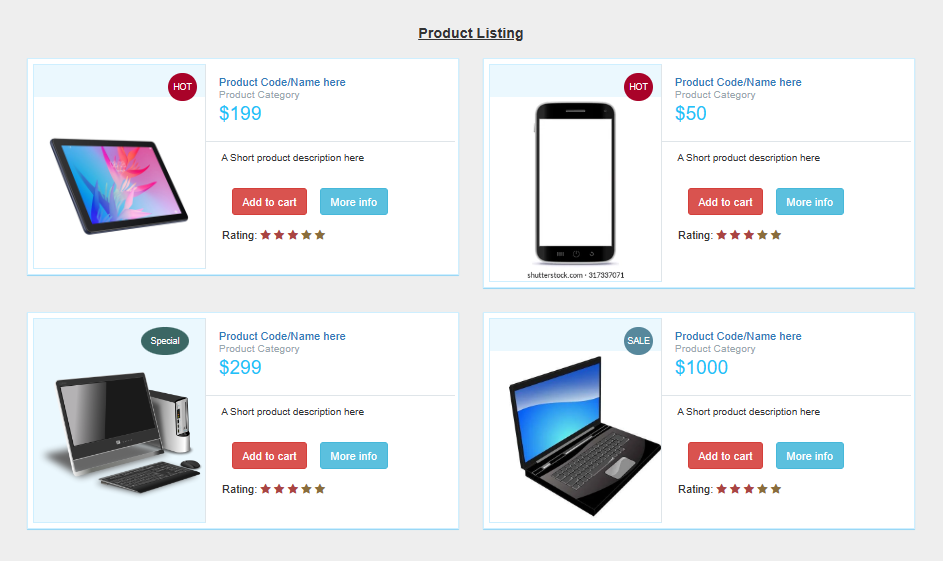 Product Listing
HOT
Product Code/Name here
Product Category
$199
A Short product description here
Add to cart
More info
Rating:
HOT
Product Code/Name here
Product Category
$50
A Short product description here
Add to cart
More info
Rating:
shutterstock.com • 317337071
Special
Product Code/Name here
Product Category
$299
A Short product description here
Add to cart
More info
Rating:
SALE
Product Code/Name here
Product Category
$1000
A Short product description here
Add to cart
More info
Rating: